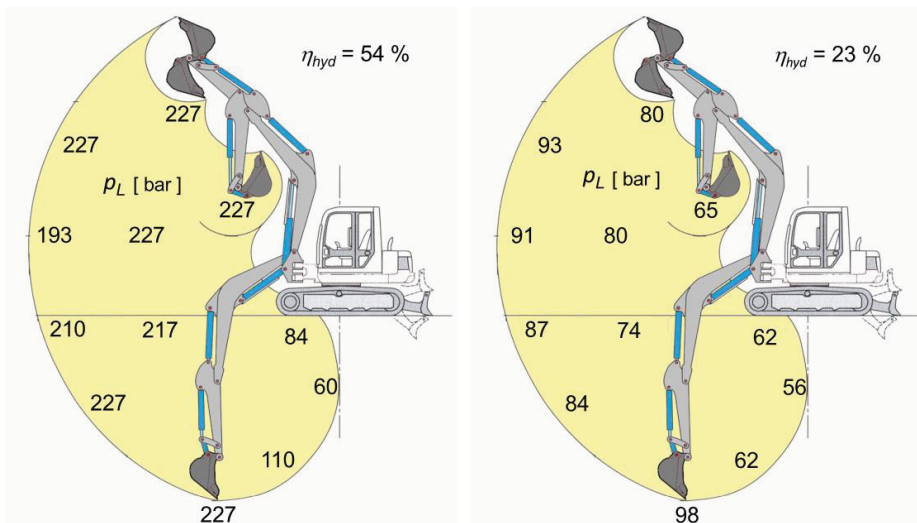 η_hyd = 54 %
227
227
p_L [ bar ]
227
193 227
210 217 84
60
227
110
227
η_hyd = 23 %
80
93
p_L [ bar ]
65
91 80
87 74 62
56
84
62
98